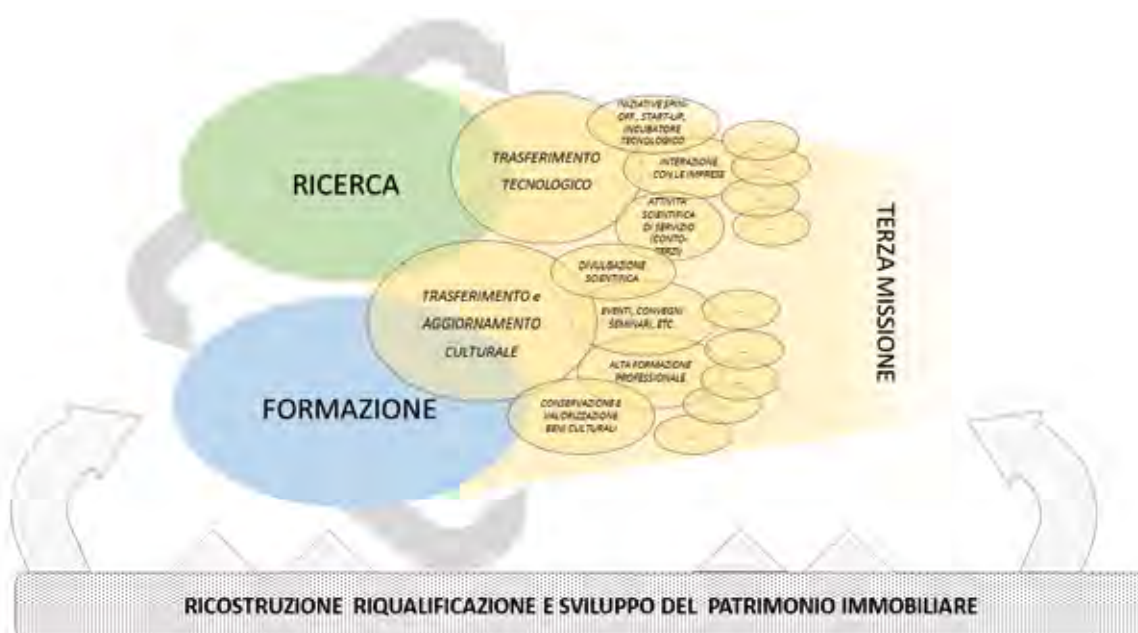 RICERCA
TRASFERIMENTO
TECNOLOGICO
INIZIATIVE SPIN-
OFF, START-UP,
INCUBATORE
TECNOLOGICO
INTERAZIONE
CON LE IMPRESE
ATTIVITÀ
SCIENTIFICA
DI SERVIZIO
(CONTO-
TERZI)
TRASFERIMENTO e
AGGIORNAMENTO
CULTURALE
DIVULGAZIONE
SCIENTIFICA
EVENTI, CONVEGNI
SEMINARI, ETC.
ALTA FORMAZIONE
PROFESSIONALE
CONSERVAZIONE E
VALORIZZAZIONE
BENI CULTURALI
FORMAZIONE
TERZA MISSIONE
RICOSTRUZIONE RIQUALIFICAZIONE E SVILUPPO DEL PATRIMONIO IMMOBILIARE